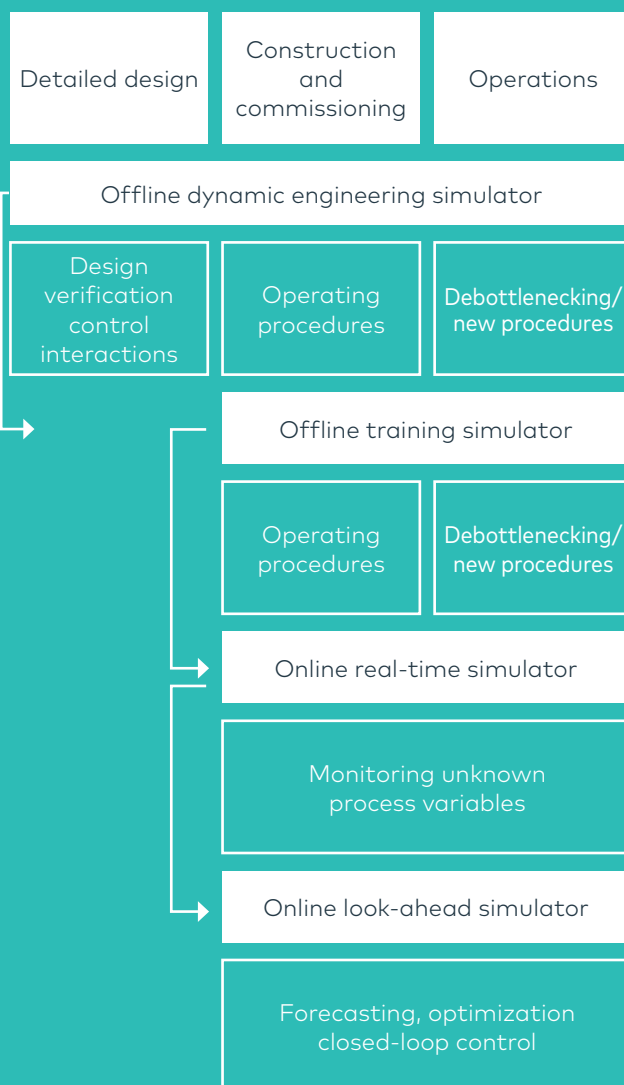 Detailed design
Construction
and
commissioning
Operations
Offline dynamic engineering simulator
Design
verification
control
interactions
Operating
procedures
Debottlenecking/
new procedures
Offline training simulator
Operating
procedures
Debottlenecking/
new procedures
Online real-time simulator
Monitoring unknown
process variables
Online look-ahead simulator
Forecasting, optimization
closed-loop control